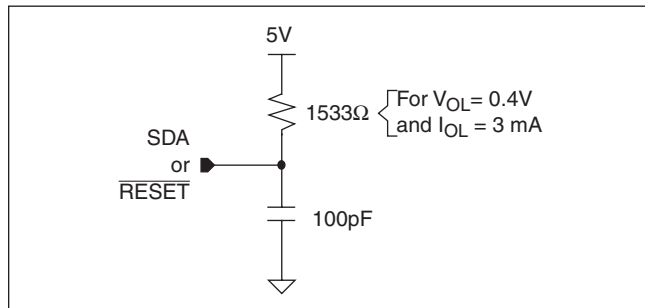 5V
1533Ω
For VOL= 0.4V
and IOL = 3 mA
SDA
or
RESET
100pF